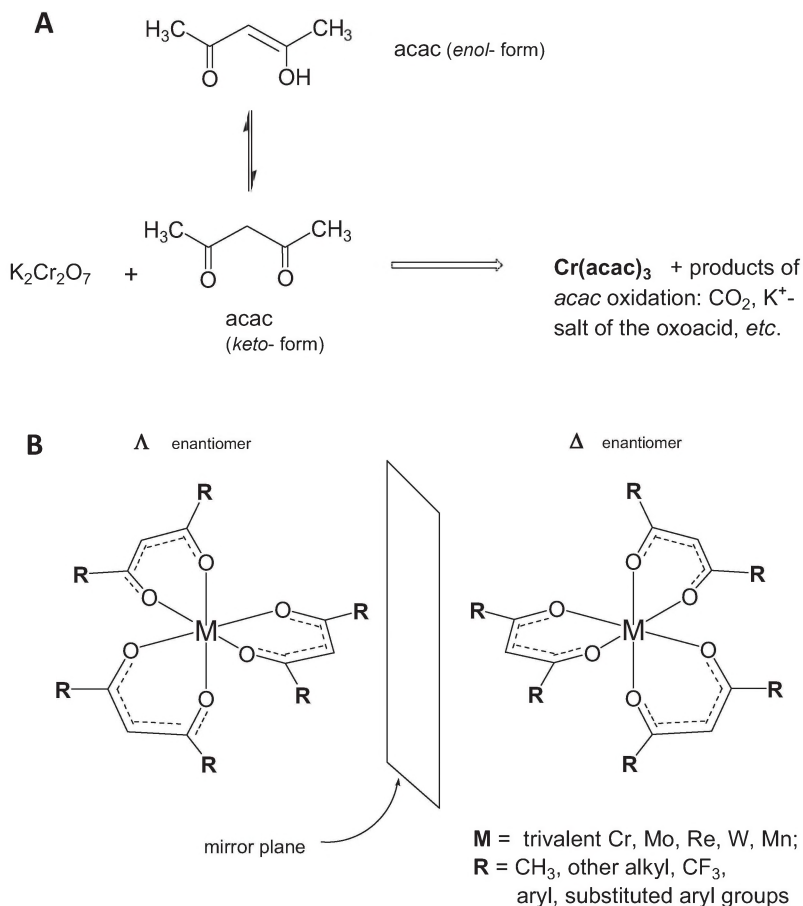 A
H₃C CH₃
O OH
acac (enol- form)
H₃C CH₃
O O
K₂Cr₂O₇ +
acac
(keto- form)
Cr(acac)₃ + products of
acac oxidation: CO₂, K⁺-
salt of the oxoacid, etc.
B
Λ enantiomer
R
R
O
O
M
O
O
R
R
O
O
R
R
mirror plane
Δ enantiomer
R
R
O
O
M
O
O
R
R
O
O
R
R
M = trivalent Cr, Mo, Re, W, Mn;
R = CH₃, other alkyl, CF₃,
aryl, substituted aryl groups